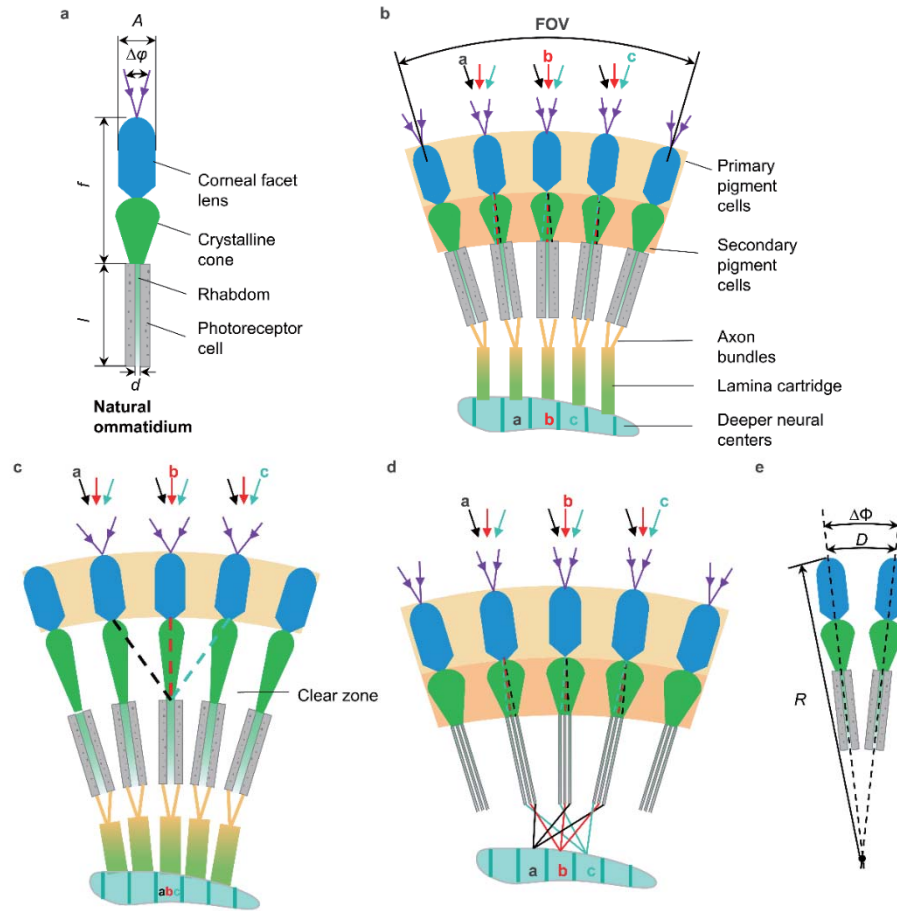 a
A
Δφ
f
Corneal facet
lens
Crystalline
cone
Rhabdom
l
Photoreceptor
cell
d
Natural
ommatidium
b
FOV
a b c
Primary
pigment
cells
Secondary
pigment
cells
Axon
bundles
Lamina cartridge
Deeper neural
centers
a b c
c
a b c
Clear zone
abc
d
a b c
a b c
e
ΔΦ
D
R